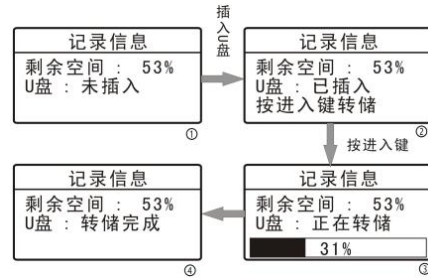 记录信息
剩余空间： 53%
U盘：未插入
①
插入U盘
记录信息
剩余空间： 53%
U盘：已插入
按进入键转储
②
按进入键
记录信息
剩余空间： 53%
U盘：正在转储
31%
③
记录信息
剩余空间： 53%
U盘：转储完成
④